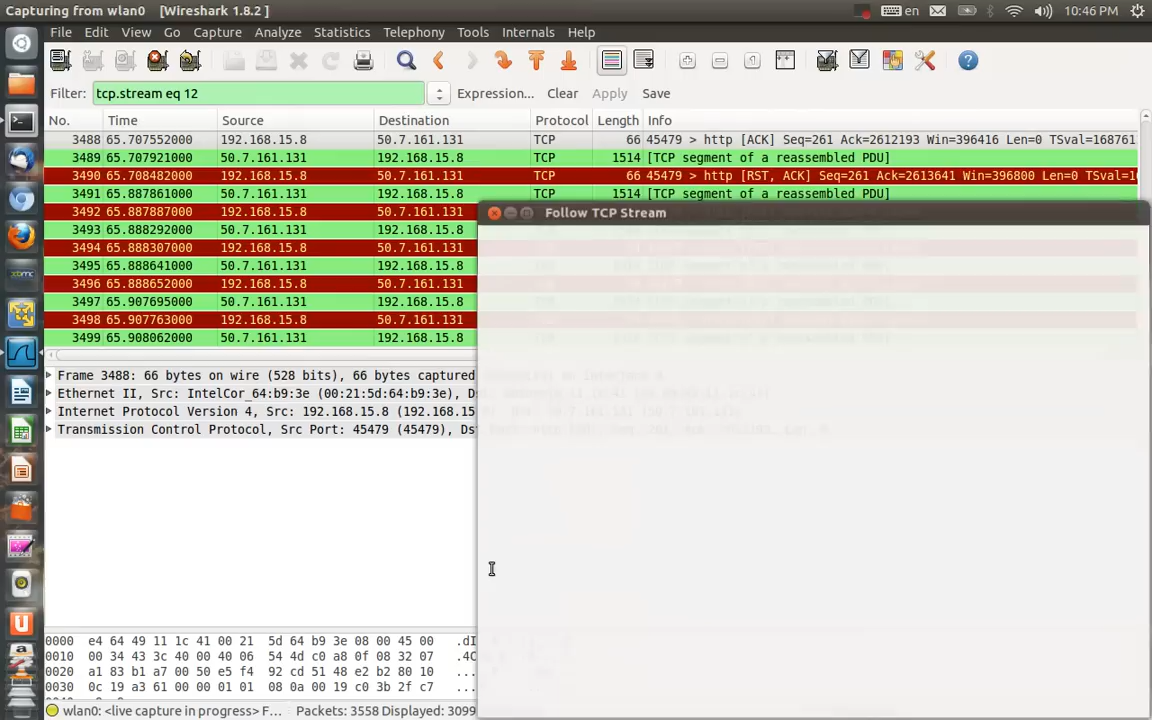 Capturing from wlan0   [Wireshark 1.8.2 ] en 10:46 PM
File Edit View Go Capture Analyze Statistics Telephony Tools Internals Help
Filter: tcp.stream eq 12 Expression... Clear Apply Save
No. Time Source Destination Protocol Length Info
3488 65.707552000 192.168.15.8 50.7.161.131 TCP 66 45479 > http [ACK] Seq=261 Ack=2612193 Win=396416 Len=0 TSval=168761
3489 65.707921000 50.7.161.131 192.168.15.8 TCP 1514 [TCP segment of a reassembled PDU]
3490 65.708482000 192.168.15.8 50.7.161.131 TCP 66 45479 > http [RST, ACK] Seq=261 Ack=2613641 Win=396800 Len=0 TSval=1
3491 65.887861000 50.7.161.131 192.168.15.8 TCP 1514 [TCP segment of a reassembled PDU]
3492 65.887887000 192.168.15.8 50.7.161.131
Follow TCP Stream
3493 65.888292000 50.7.161.131 192.168.15.8
3494 65.888307000 192.168.15.8 50.7.161.131
3495 65.888641000 50.7.161.131 192.168.15.8
3496 65.888652000 192.168.15.8 50.7.161.131
3497 65.907695000 50.7.161.131 192.168.15.8
3498 65.907763000 192.168.15.8 50.7.161.131
3499 65.908062000 50.7.161.131 192.168.15.8
Frame 3488: 66 bytes on wire (528 bits), 66 bytes captured
Ethernet II, Src: IntelCor_64:b9:3e (00:21:5d:64:b9:3e), D
Internet Protocol Version 4, Src: 192.168.15.8 (192.168.15
Transmission Control Protocol, Src Port: 45479 (45479), Ds
0000 e4 64 49 11 1c 41 00 21 5d 64 b9 3e 08 00 45 00 .dI
0010 00 34 43 3c 40 00 40 06 54 4d c0 a8 0f 08 32 07 .4C
0020 a1 83 b1 a7 00 50 e5 f4 92 cd 51 48 e2 b2 80 10 ...
0030 0c 19 a3 61 00 00 01 01 08 0a 00 19 c0 3b 2f c7 ...
wlan0: <live capture in progress> F... Packets: 3558 Displayed: 3099